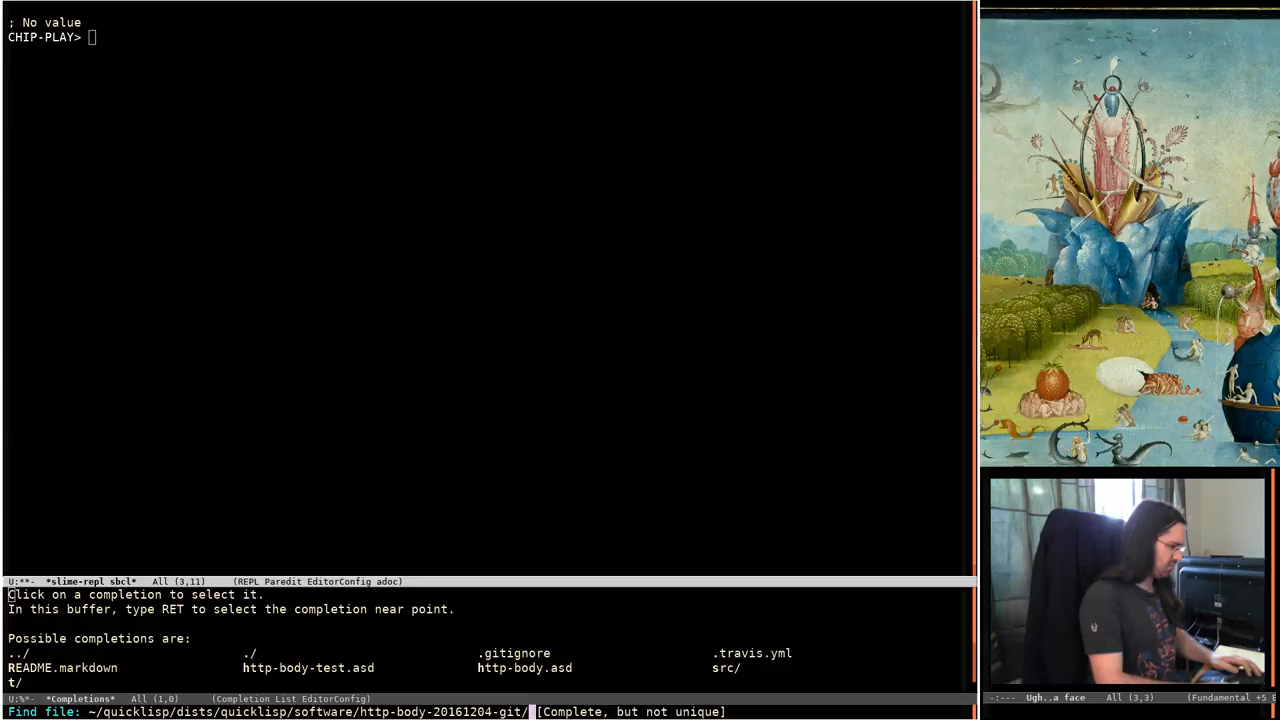 ; No value
CHIP-PLAY>
U:**-  *slime-repl sbcl*   All (3,11)    (REPL Paredit EditorConfig adoc)
Click on a completion to select it.
In this buffer, type RET to select the completion near point.
Possible completions are:
../ ./ .gitignore .travis.yml
README.markdown http-body-test.asd http-body.asd src/
t/
U:%*-  *Completions*   All (1,0)    (Completion List EditorConfig)
Find file: ~/quicklisp/dists/quicklisp/software/http-body-20161204-git/ [Complete, but not unique]
-:---  Ugh..a face   All (3,3)    (Fundamental +5 E